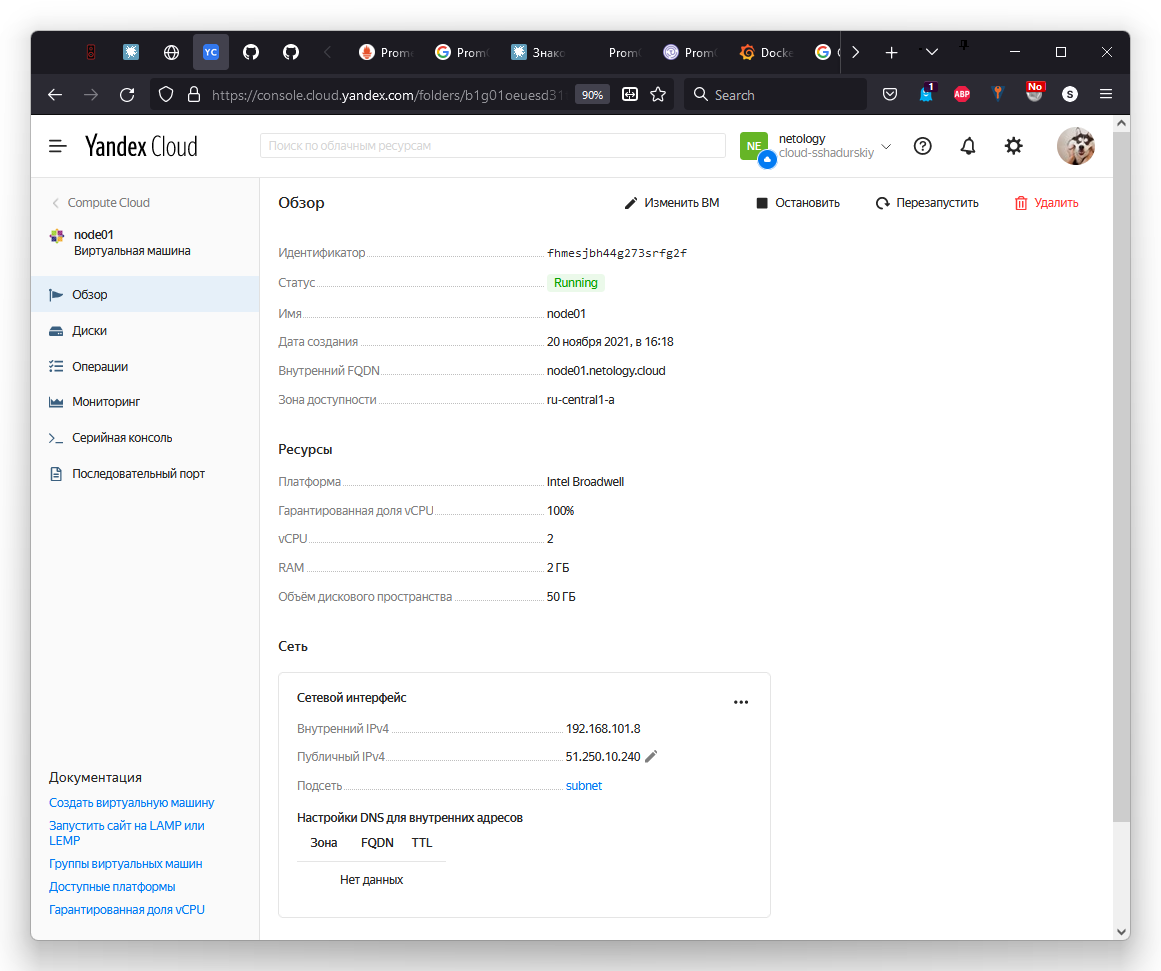 YC
Prom
Prom
Знако
Prom
Prom
Docke
https://console.cloud.yandex.com/folders/b1g01oeuesd31
90%
Search
1
ABP
No
S
Yandex Cloud
Поиск по облачным ресурсам
NE
netology
cloud-sshadurskiy
Compute Cloud
node01
Виртуальная машина
Обзор
Диски
Операции
Мониторинг
Серийная консоль
Последовательный порт
Документация
Создать виртуальную машину
Запустить сайт на LAMP или
LEMP
Группы виртуальных машин
Доступные платформы
Гарантированная доля vCPU
Обзор
Изменить ВМ
Остановить
Перезапустить
Удалить
Идентификатор fhmesjbh44g273srfg2f
Статус Running
Имя node01
Дата создания 20 ноября 2021, в 16:18
Внутренний FQDN node01.netology.cloud
Зона доступности ru-central1-a
Ресурсы
Платформа Intel Broadwell
Гарантированная доля vCPU 100%
vCPU 2
RAM 2 ГБ
Объём дискового пространства 50 ГБ
Сеть
Сетевой интерфейс
Внутренний IPv4 192.168.101.8
Публичный IPv4 51.250.10.240
Подсеть subnet
Настройки DNS для внутренних адресов
Зона FQDN TTL
Нет данных